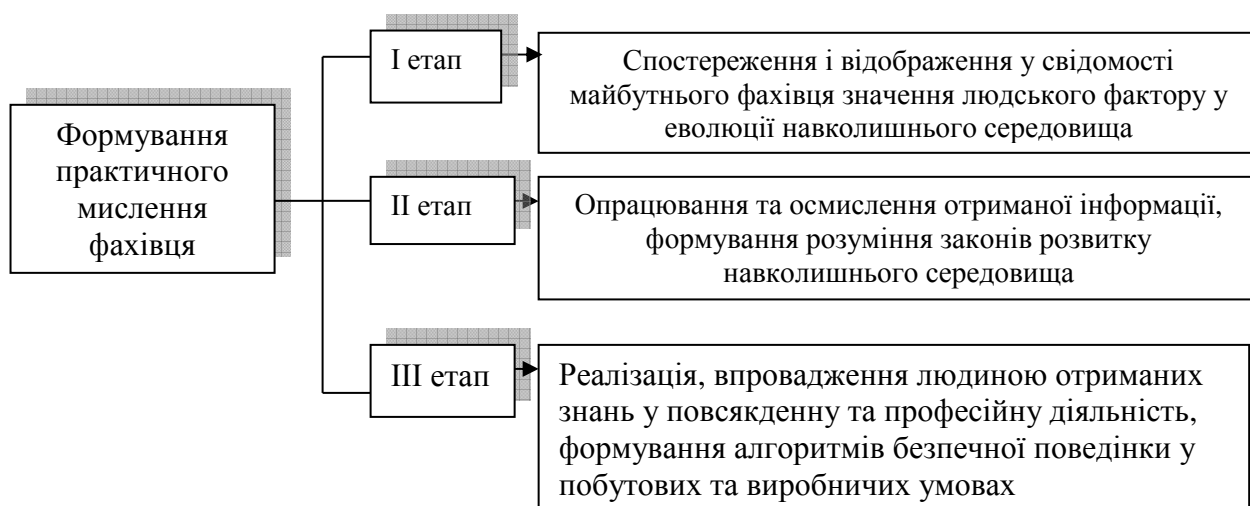 Формування
практичного
мислення
фахівця
І етап
Спостереження і відображення у свідомості
майбутнього фахівця значення людського фактору у
еволюції навколишнього середовища
ІІ етап
Опрацювання та осмислення отриманої інформації,
формування розуміння законів розвитку
навколишнього середовища
ІІІ етап
Реалізація, впровадження людиною отриманих
знань у повсякденну та професійну діяльність,
формування алгоритмів безпечної поведінки у
побутових та виробничих умовах